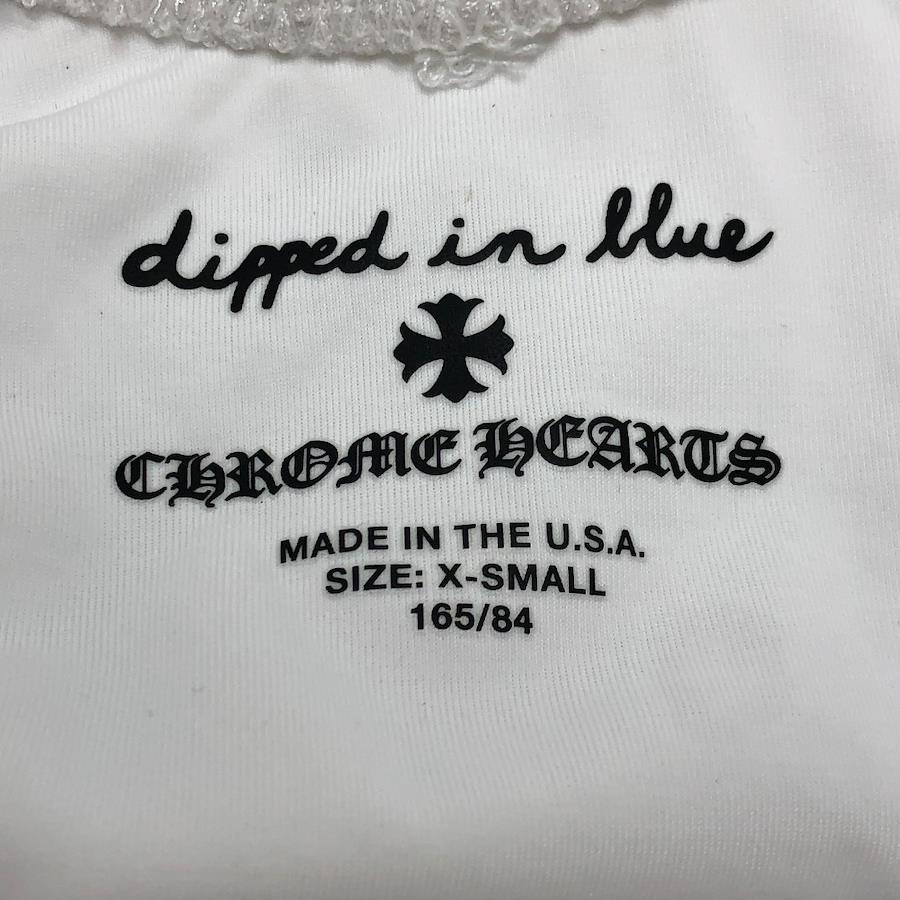 dipped in blue
CHROME HEARTS
MADE IN THE U.S.A.
SIZE: X-SMALL
165/84